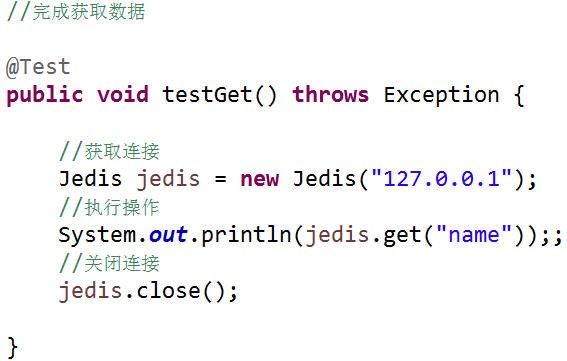 //完成获取数据
@Test
public void testGet() throws Exception {
//获取连接
Jedis jedis = new Jedis("127.0.0.1");
//执行操作
System.out.println(jedis.get("name"));;
//关闭连接
jedis.close();
}